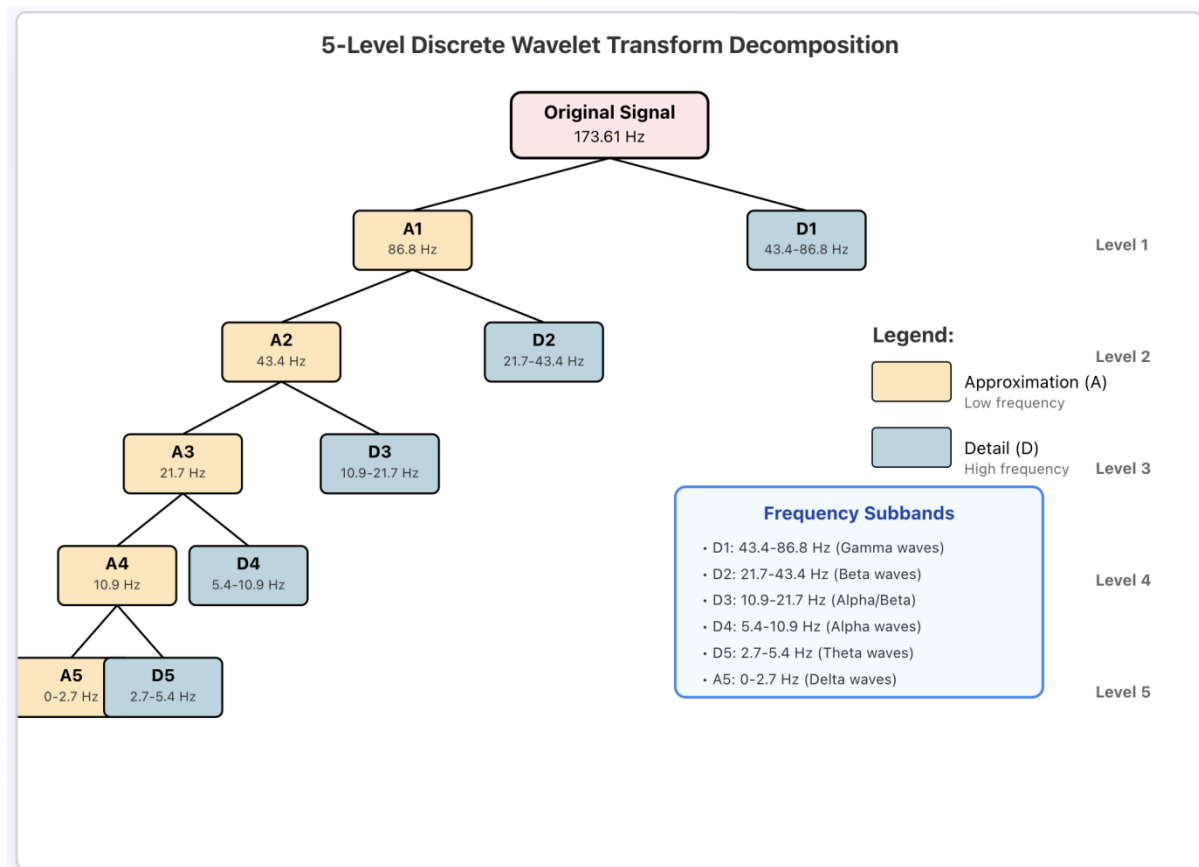 5-Level Discrete Wavelet Transform Decomposition
Original Signal
173.61 Hz
A1
86.8 Hz
D1
43.4-86.8 Hz
Level 1
A2
43.4 Hz
D2
21.7-43.4 Hz
Legend:
Level 2
Approximation (A)
Low frequency
A3
21.7 Hz
D3
10.9-21.7 Hz
Detail (D)
High frequency
Level 3
Frequency Subbands
• D1: 43.4-86.8 Hz (Gamma waves)
• D2: 21.7-43.4 Hz (Beta waves)
• D3: 10.9-21.7 Hz (Alpha/Beta)
• D4: 5.4-10.9 Hz (Alpha waves)
• D5: 2.7-5.4 Hz (Theta waves)
• A5: 0-2.7 Hz (Delta waves)
A4
10.9 Hz
D4
5.4-10.9 Hz
Level 4
A5
0-2.7 Hz
D5
2.7-5.4 Hz
Level 5